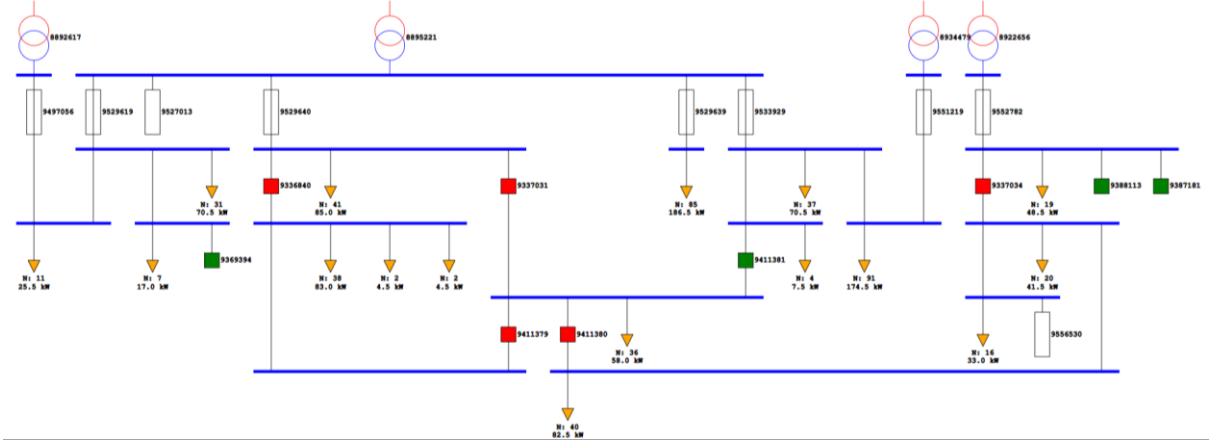 8892617
8895221
8934479
8922656
9497056
9529619
9527013
9529640
9529639
9533929
9551219
9552782
9336840
9337031
9337034
9388113
9387181
N: 31
70.5 kW
N: 41
85.0 kW
N: 85
186.5 kW
N: 37
70.5 kW
N: 19
48.5 kW
9369394
9411381
N: 11
25.5 kW
N: 7
17.0 kW
N: 38
83.0 kW
N: 2
4.5 kW
N: 2
4.5 kW
N: 4
7.5 kW
N: 91
174.5 kW
N: 20
41.5 kW
9411379
9411380
9556530
N: 36
58.0 kW
N: 16
33.0 kW
N: 40
82.5 kW